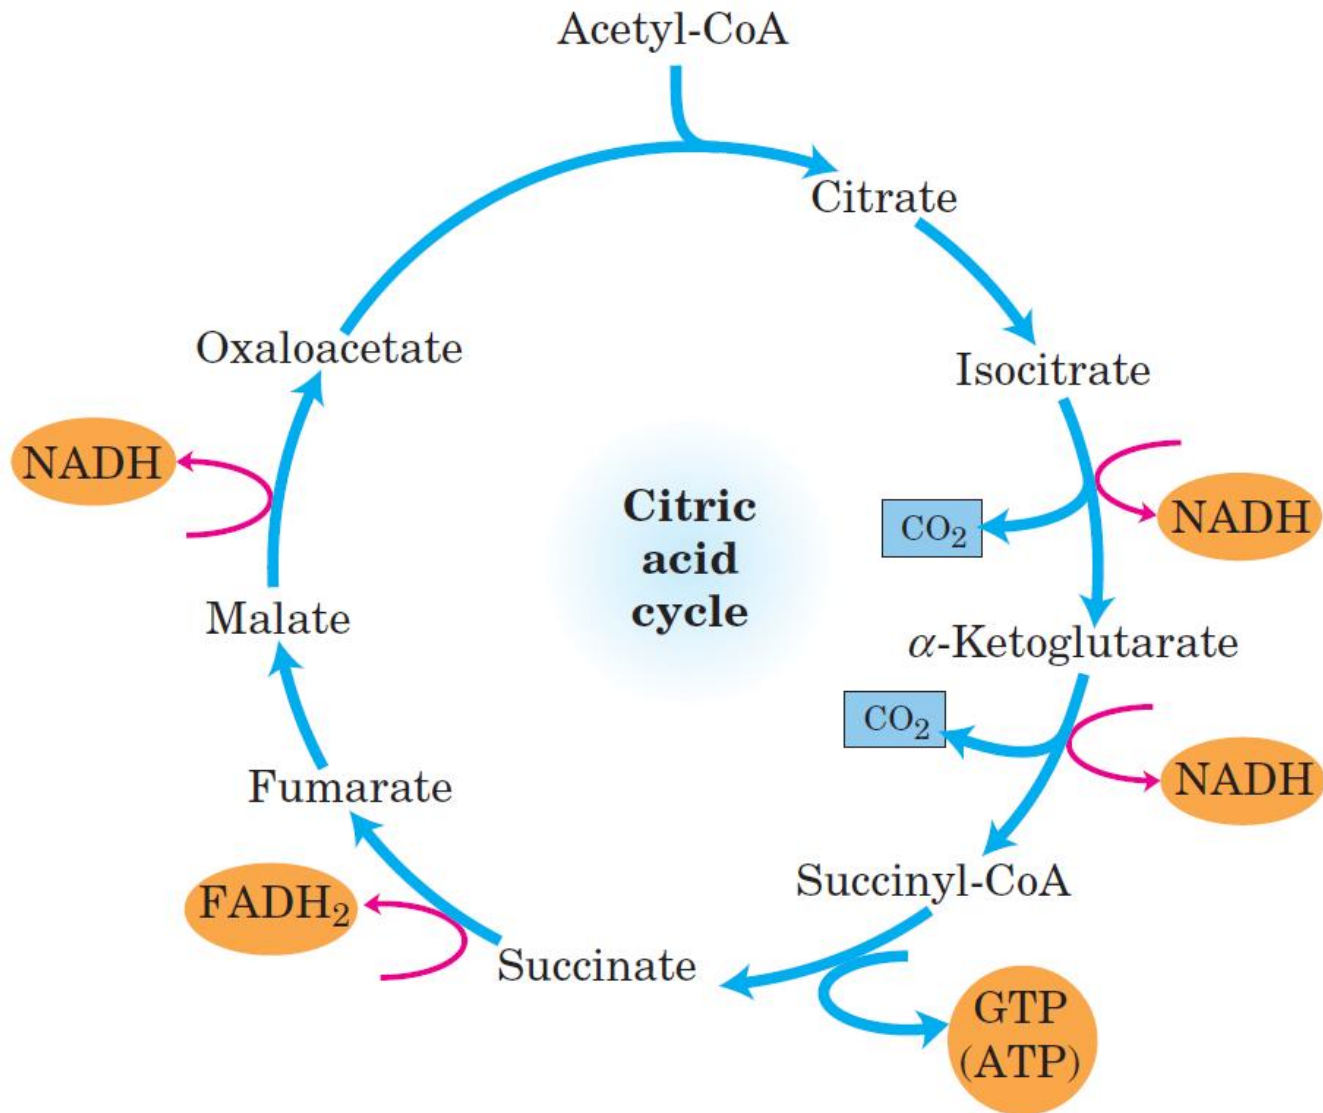 Acetyl-CoA
Citrate
Oxaloacetate
Isocitrate
NADH
Citric
acid
cycle
CO₂
NADH
Malate
α-Ketoglutarate
CO₂
NADH
Fumarate
Succinyl-CoA
FADH₂
Succinate
GTP
(ATP)